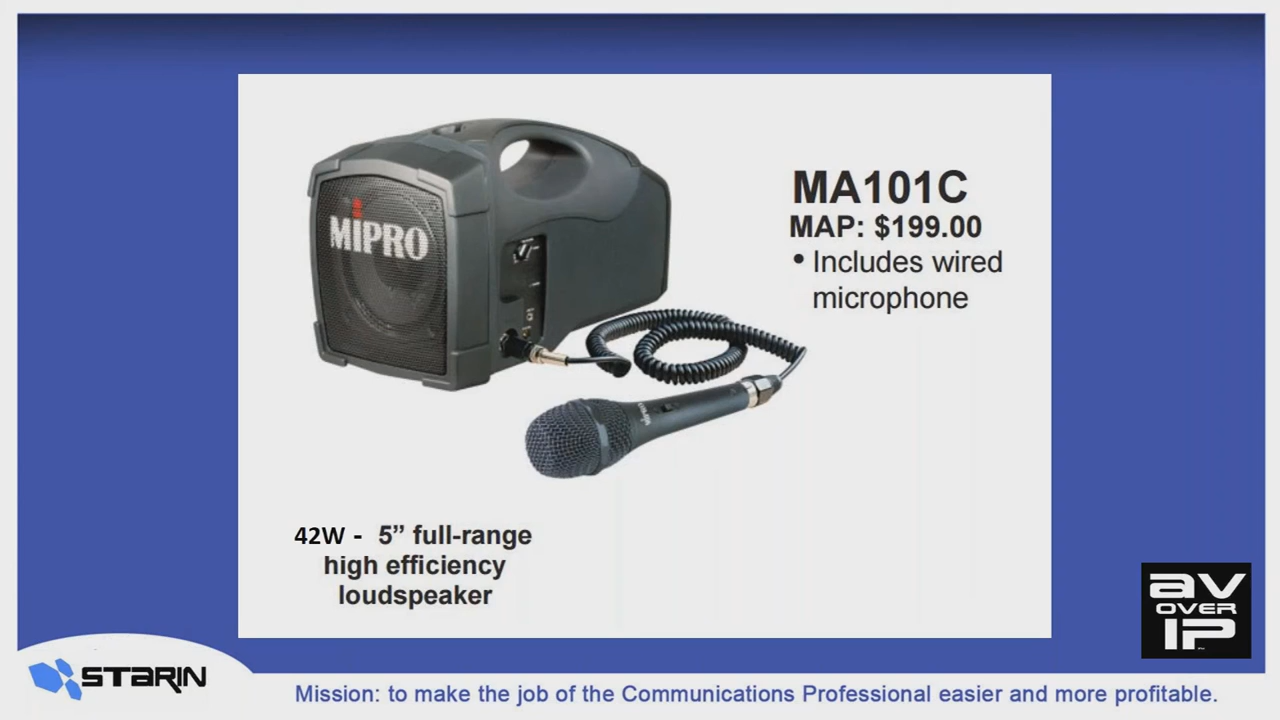 MIPRO
MA101C
MAP: $199.00
• Includes wired
microphone
MIPRO
42W - 5” full-range
high efficiency
loudspeaker
av
OVER
IP
STARIN
Mission: to make the job of the Communications Professional easier and more profitable.